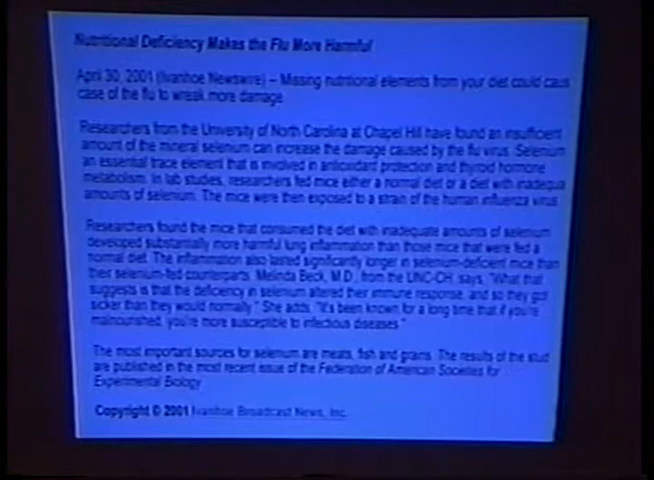 Nutritional Deficiency Makes the Flu More Harmful
April 30, 2001 (Ivanhoe Newswire) – Missing nutritional elements from your diet could caus
case of the flu to wreak more damage.
Researchers from the University of North Carolina at Chapel Hill have found an insufficient
amount of the mineral selenium can increase the damage caused by the flu virus. Selenium
an essential trace element that is involved in antioxidant protection and thyroid hormone
metabolism. In lab studies, researchers fed mice either a normal diet or a diet with inadequa
amounts of selenium. The mice were then exposed to a strain of the human influenza virus.
Researchers found the mice that consumed the diet with inadequate amounts of selenium
developed substantially more harmful lung inflammation than those mice that were fed a
normal diet. The inflammation also lasted significantly longer in selenium-deficient mice than
their selenium-fed counterparts. Melinda Beck, M.D., from the UNC-CH, says, "What that
suggests is that the deficiency in selenium altered their immune response, and so they got
sicker than they would normally." She adds, "It's been known for a long time that if you're
malnourished, you're more susceptible to infectious diseases."
The most important sources for selenium are meats, fish and grains. The results of the stud
are published in the most recent issue of the Federation of American Societies for
Experimental Biology
Copyright © 2001 Ivanhoe Broadcast News, Inc.